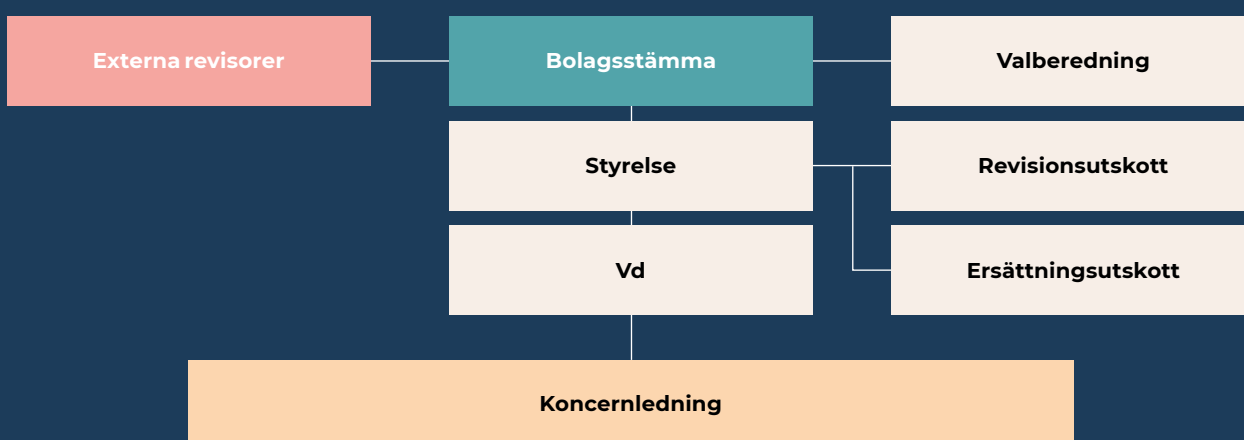 Externa revisorer
Bolagsstämma
Valberedning
Styrelse
Revisionsutskott
Vd
Ersättningsutskott
Koncernledning